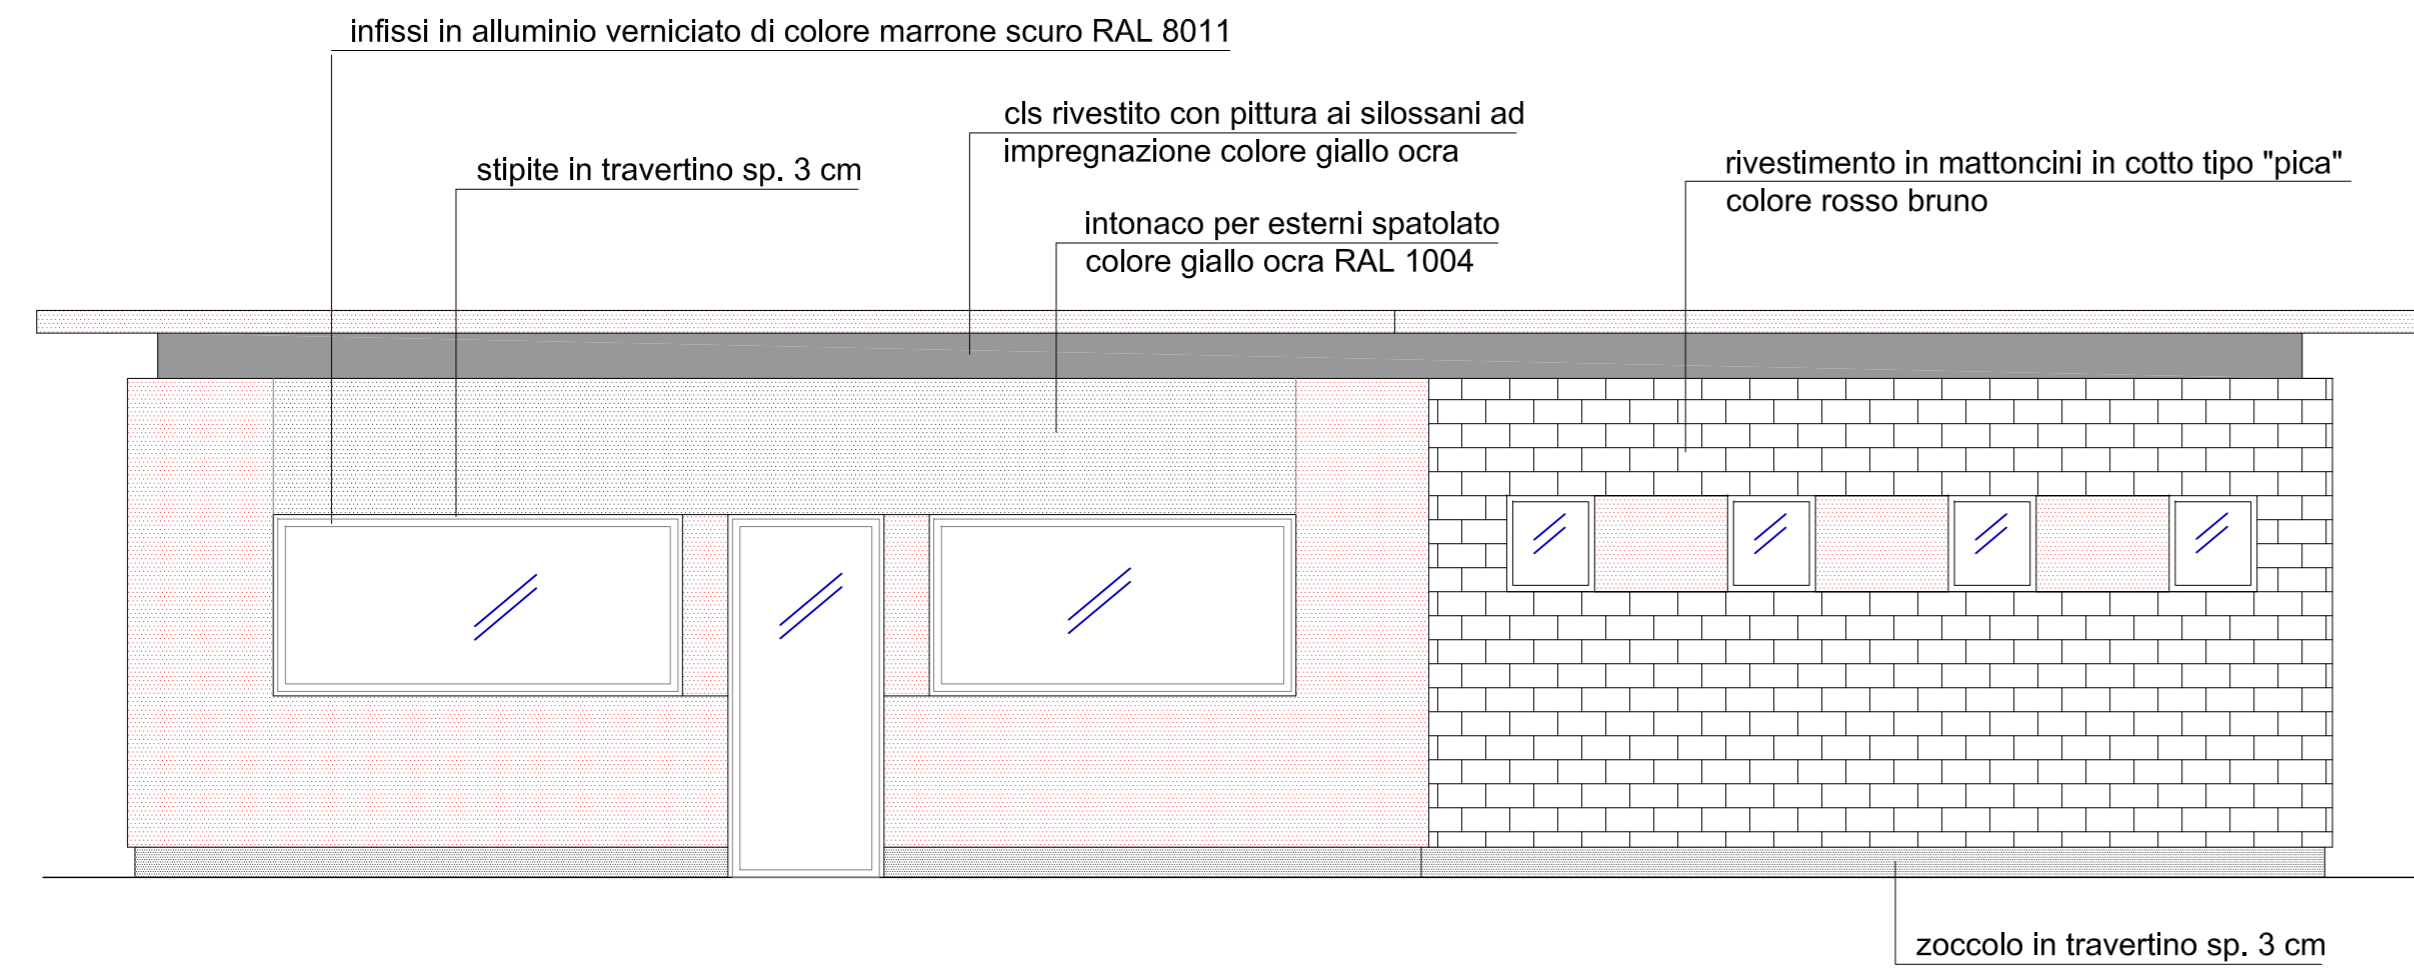 infissi in alluminio verniciato di colore marrone scuro RAL 8011
cls rivestito con pittura ai silossani ad
impregnazione colore giallo ocra
stipite in travertino sp. 3 cm
rivestimento in mattoncini in cotto tipo "pica"
colore rosso bruno
intonaco per esterni spatolato
colore giallo ocra RAL 1004
zoccolo in travertino sp. 3 cm